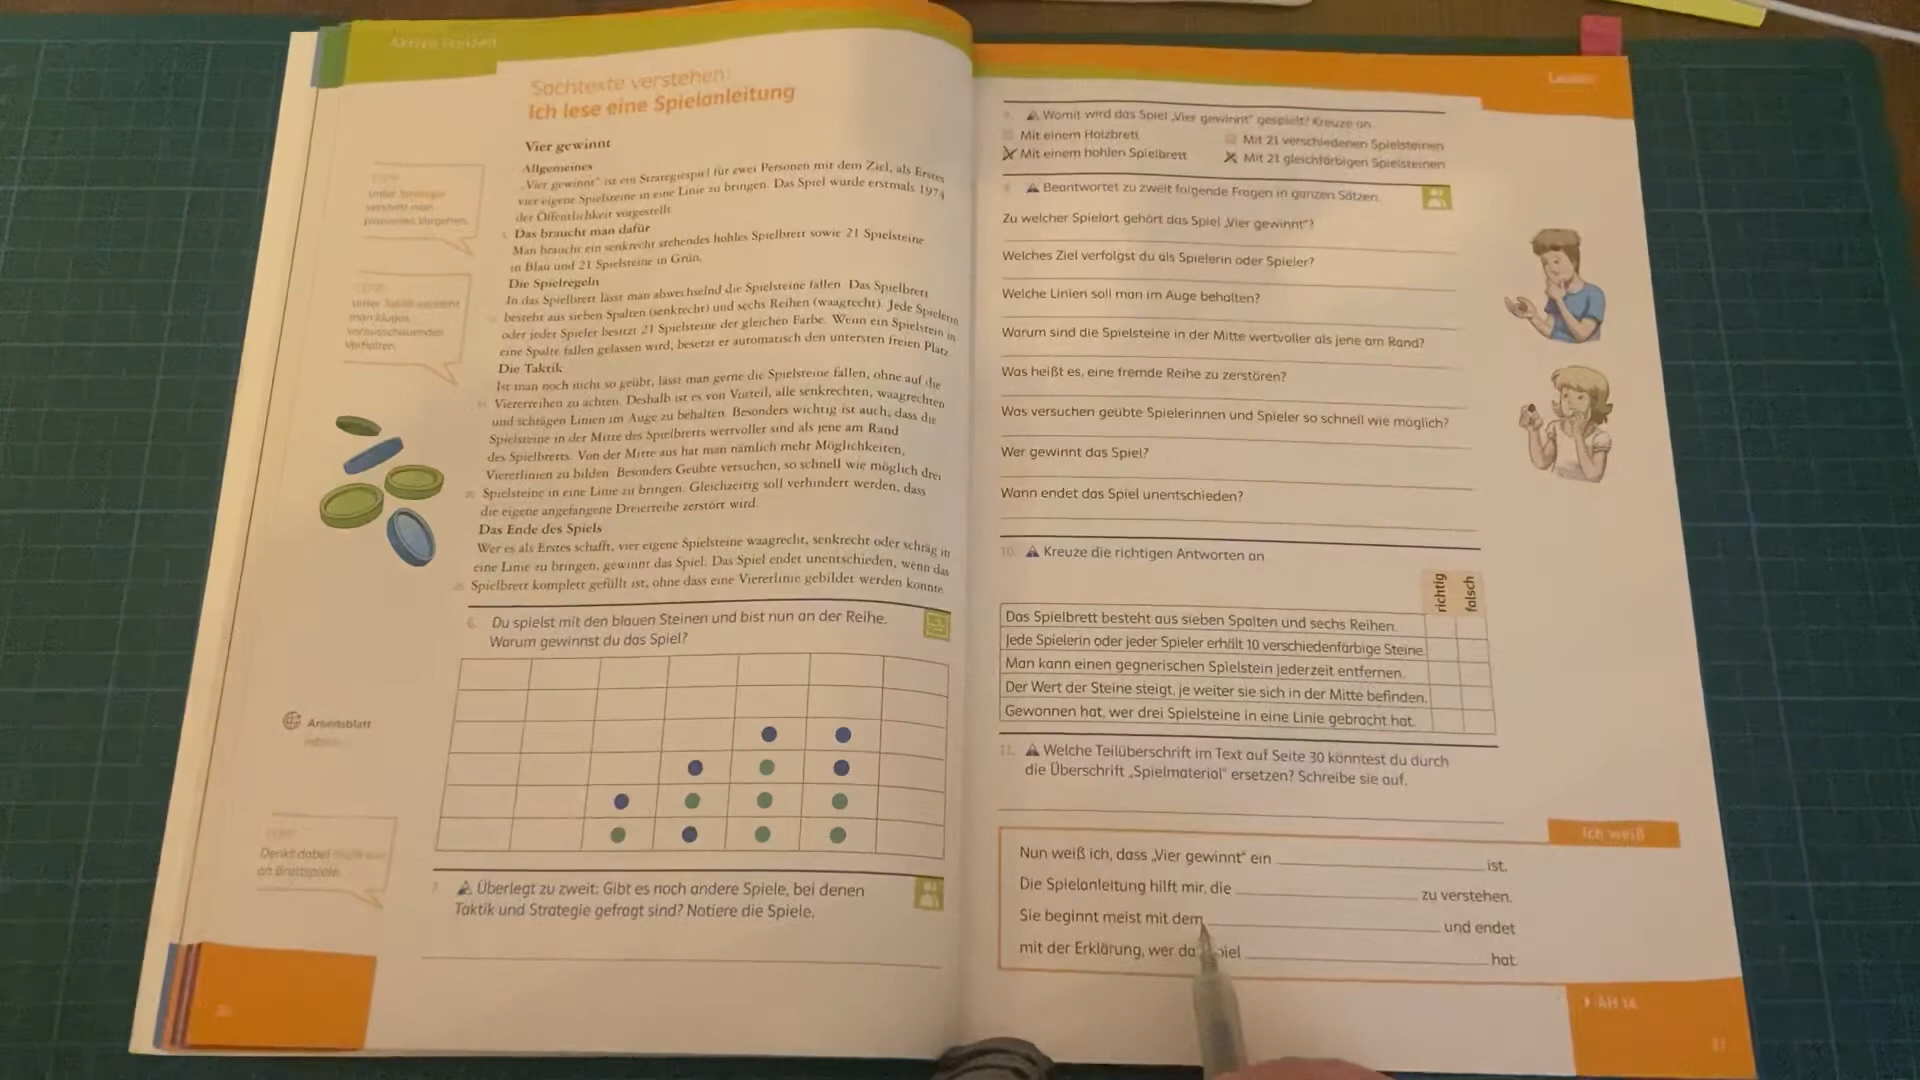 Sachtexte verstehen:
Ich lese eine Spielanleitung
Vier gewinnt
Allgemeines
„Vier gewinnt“ ist ein Strategiespiel für zwei Personen mit dem Ziel, als Erstes
vier eigene Spielsteine in eine Linie zu bringen. Das Spiel wurde erstmals 1974
der Öffentlichkeit vorgestellt.
Das braucht man dafür
Man braucht ein senkrecht stehendes hohles Spielbrett sowie 21 Spielsteine
in Blau und 21 Spielsteine in Grün.
Die Spielregeln
In das Spielbrett lässt man abwechselnd die Spielsteine fallen. Das Spielbrett
besteht aus sieben Spalten (senkrecht) und sechs Reihen (waagrecht). Jede Spielerin
oder jeder Spieler besitzt 21 Spielsteine der gleichen Farbe. Wenn ein Spielstein in
eine Spalte fallen gelassen wird, besetzt er automatisch den untersten freien Platz.
Die Taktik
Ist man noch nicht so geübt, lässt man gerne die Spielsteine fallen, ohne auf die
Viererreihen zu achten. Deshalb ist es von Vorteil, alle senkrechten, waagrechten
und schrägen Linien im Auge zu behalten. Besonders wichtig ist auch, dass die
Spielsteine in der Mitte des Spielbretts wertvoller sind als jene am Rand
des Spielbretts. Von der Mitte aus hat man nämlich mehr Möglichkeiten,
Viererlinien zu bilden. Besonders Geübte versuchen, so schnell wie möglich drei
20 Spielsteine in eine Linie zu bringen. Gleichzeitig soll verhindert werden, dass
die eigene angefangene Dreierreihe zerstört wird.
Das Ende des Spiels
Wer es als Erstes schafft, vier eigene Spielsteine waagrecht, senkrecht oder schräg in
eine Linie zu bringen, gewinnt das Spiel. Das Spiel endet unentschieden, wenn das
25 Spielbrett komplett gefüllt ist, ohne dass eine Viererlinie gebildet werden konnte.
6. Du spielst mit den blauen Steinen und bist nun an der Reihe.
Warum gewinnst du das Spiel?
Arbeitsblatt
Denkt dabel
an Brettspiele.
7 Überlegt zu zweit: Gibt es noch andere Spiele, bei denen
Taktik und Strategie gefragt sind? Notiere die Spiele.
Lesen
Womit wird das Spiel „Vier gewinnt“ gespielt? Kreuze an.
Mit einem Holzbrett
Mit 21 verschiedenen Spielsteinen
Mit einem hohlen Spielbrett
Mit 21 gleichfarbigen Spielsteinen
Beantwortet zu zweit folgende Fragen in ganzen Sätzen.
Zu welcher Spielart gehört das Spiel „Vier gewinnt“?
Welches Ziel verfolgst du als Spielerin oder Spieler?
Welche Linien soll man im Auge behalten?
Warum sind die Spielsteine in der Mitte wertvoller als jene am Rand?
Was heißt es, eine fremde Reihe zu zerstören?
Was versuchen geübte Spielerinnen und Spieler so schnell wie möglich?
Wer gewinnt das Spiel?
Wann endet das Spiel unentschieden?
10. Kreuze die richtigen Antworten an
richtig
falsch
Das Spielbrett besteht aus sieben Spalten und sechs Reihen.
Jede Spielerin oder jeder Spieler erhält 10 verschiedenfarbige Steine.
Man kann einen gegnerischen Spielstein jederzeit entfernen.
Der Wert der Steine steigt, je weiter sie sich in der Mitte befinden.
Gewonnen hat, wer drei Spielsteine in eine Linie gebracht hat.
11. Welche Teilüberschrift im Text auf Seite 30 könntest du durch
die Überschrift „Spielmaterial“ ersetzen? Schreibe sie auf.
Ich weiß
Nun weiß ich, dass „Vier gewinnt“ ein ist.
Die Spielanleitung hilft mir, die zu verstehen.
Sie beginnt meist mit dem und endet
mit der Erklärung, wer hat.
AH 14